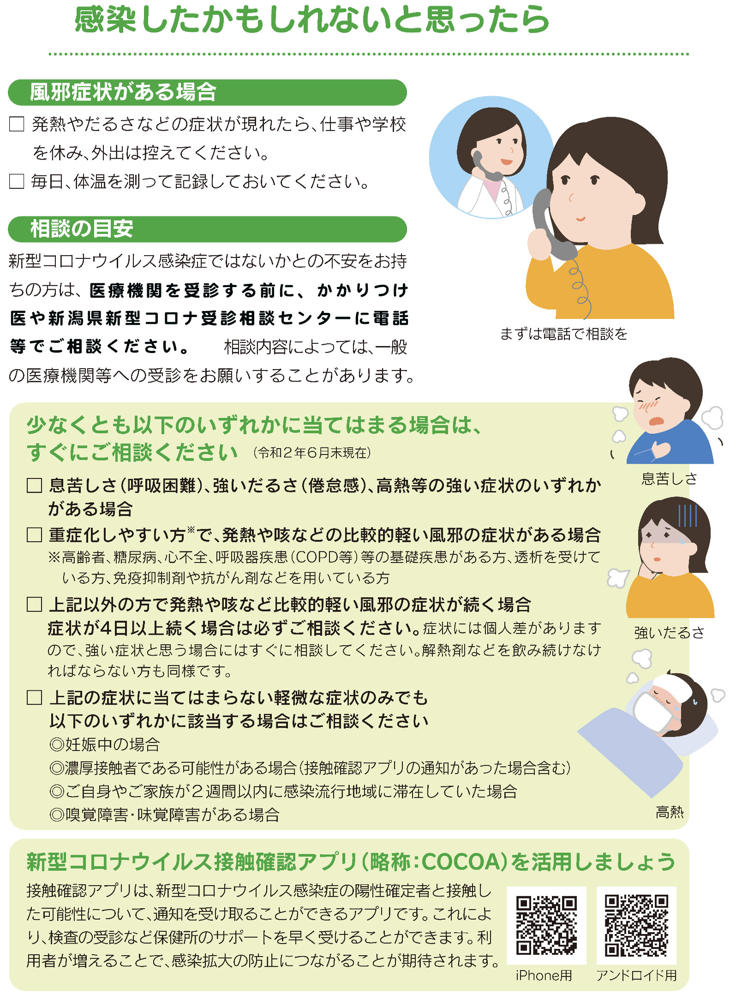 感染したかもしれないと思ったら
風邪症状がある場合
□ 発熱やだるさなどの症状が現れたら、仕事や学校
を休み、外出は控えてください。
□ 毎日、体温を測って記録しておいてください。
相談の目安
新型コロナウイルス感染症ではないかとの不安をお持
ちの方は、医療機関を受診する前に、かかりつけ
医や新潟県新型コロナ受診相談センターに電話
等でご相談ください。 相談内容によっては、一般
の医療機関等への受診をお願いすることがあります。
まずは電話で相談を
少なくとも以下のいずれかに当てはまる場合は、
すぐにご相談ください (令和2年6月末現在)
□ 息苦しさ(呼吸困難)、強いだるさ(倦怠感)、高熱等の強い症状のいずれか
がある場合
□ 重症化しやすい方※で、発熱や咳などの比較的軽い風邪の症状がある場合
※高齢者、糖尿病、心不全、呼吸器疾患(COPD等)等の基礎疾患がある方、透析を受けて
いる方、免疫抑制剤や抗がん剤などを用いている方
□ 上記以外の方で発熱や咳など比較的軽い風邪の症状が続く場合
症状が4日以上続く場合は必ずご相談ください。症状には個人差があります
ので、強い症状と思う場合にはすぐに相談してください。解熱剤などを飲み続けなけ
ればならない方も同様です。
□ 上記の症状に当てはまらない軽微な症状のみでも
以下のいずれかに該当する場合はご相談ください
◎妊娠中の場合
◎濃厚接触者である可能性がある場合(接触確認アプリの通知があった場合含む)
◎ご自身やご家族が2週間以内に感染流行地域に滞在していた場合
◎嗅覚障害・味覚障害がある場合
息苦しさ
強いだるさ
高熱
新型コロナウイルス接触確認アプリ(略称:COCOA)を活用しましょう
接触確認アプリは、新型コロナウイルス感染症の陽性確定者と接触し
た可能性について、通知を受け取ることができるアプリです。これによ
り、検査の受診など保健所のサポートを早く受けることができます。利
用者が増えることで、感染拡大の防止につながることが期待されます。
iPhone用
アンドロイド用